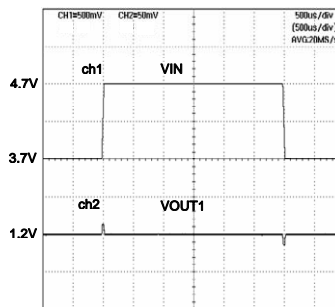 CH1=500mV CH2=50mV 500us/div
(500us/div)
AVG:20MS/s
ch1 VIN
4.7V
3.7V
ch2 VOUT1
1.2V